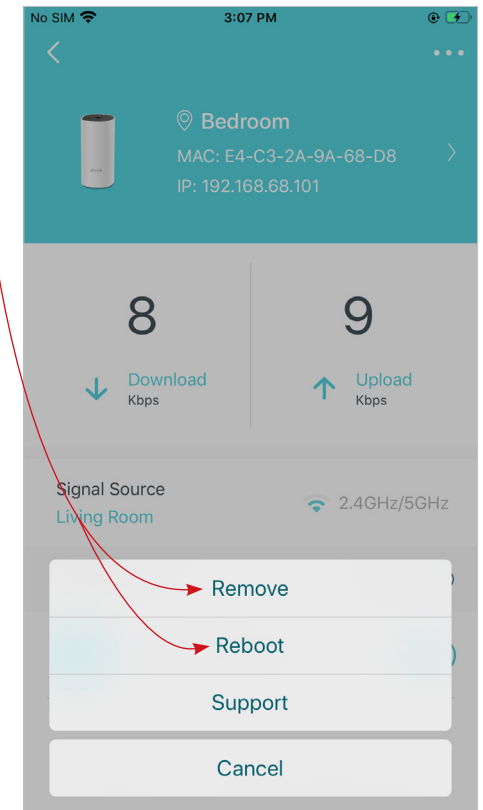 No SIM 3:07 PM
Bedroom
MAC: E4-C3-2A-9A-68-D8
IP: 192.168.68.101
8 9
Download Upload
Kbps Kbps
Signal Source
2.4GHz/5GHz
Living Room
Remove
Reboot
Support
Cancel